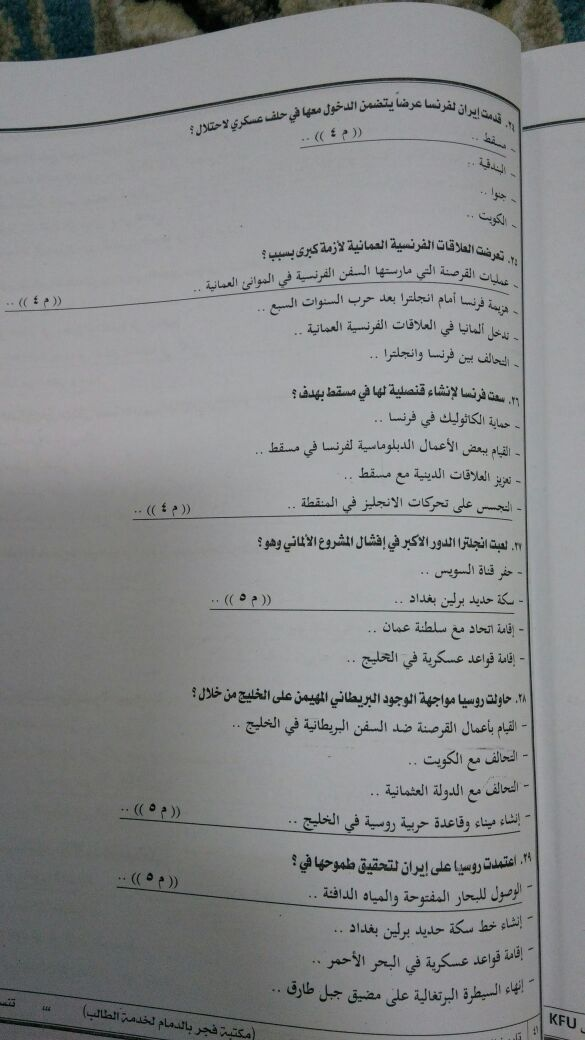 ٢٤. قدمت إيران لفرنسا عرضاً يتضمن الدخول معها في حلف عسكري لاحتلال ؟
- مسقط .. (( م ٤ )) ..
- البندقية ..
- جنوا ..
- الكويت ..
٢٥. تعرضت العلاقات الفرنسية العمانية لأزمة كبرى بسبب ؟
- عمليات القرصنة التي مارستها السفن الفرنسية في الموانئ العمانية .. (( م ٤ )) ..
- هزيمة فرنسا أمام انجلترا بعد حرب السنوات السبع ..
- تدخل ألمانيا في العلاقات الفرنسية العمانية ..
- التحالف بين فرنسا وانجلترا ..
٢٦. سعت فرنسا لإنشاء قنصلية لها في مسقط بهدف ؟
- حماية الكاثوليك في فرنسا ..
- القيام ببعض الأعمال الدبلوماسية لفرنسا في مسقط ..
- تعزيز العلاقات الدينية مع مسقط ..
- التجسس على تحركات الانجليز في المنقطة .. (( م ٤ )) ..
٢٧. لعبت انجلترا الدور الأكبر في إفشال المشروع الألماني وهو ؟
- حفر قناة السويس ..
- سكة حديد برلين بغداد .. (( م ٥ )) ..
- إقامة اتحاد مع سلطنة عمان ..
- إقامة قواعد عسكرية في الخليج ..
٢٨. حاولت روسيا مواجهة الوجود البريطاني المهيمن على الخليج من خلال ؟
- القيام بأعمال القرصنة ضد السفن البريطانية في الخليج ..
- التحالف مع الكويت ..
- التحالف مع الدولة العثمانية ..
- إنشاء ميناء وقاعدة حربية روسية في الخليج .. (( م ٥ )) ..
٢٩. اعتمدت روسيا على إيران لتحقيق طموحها في ؟
- الوصول للبحار المفتوحة والمياه الدافئة .. (( م ٥ )) ..
- إنشاء خط سكة حديد برلين بغداد ..
- إقامة قواعد عسكرية في البحر الأحمر ..
- إنهاء السيطرة البرتغالية على مضيق جبل طارق ..
٤١
(مكتبة فجر بالدمام لخدمة الطالب)
KFU